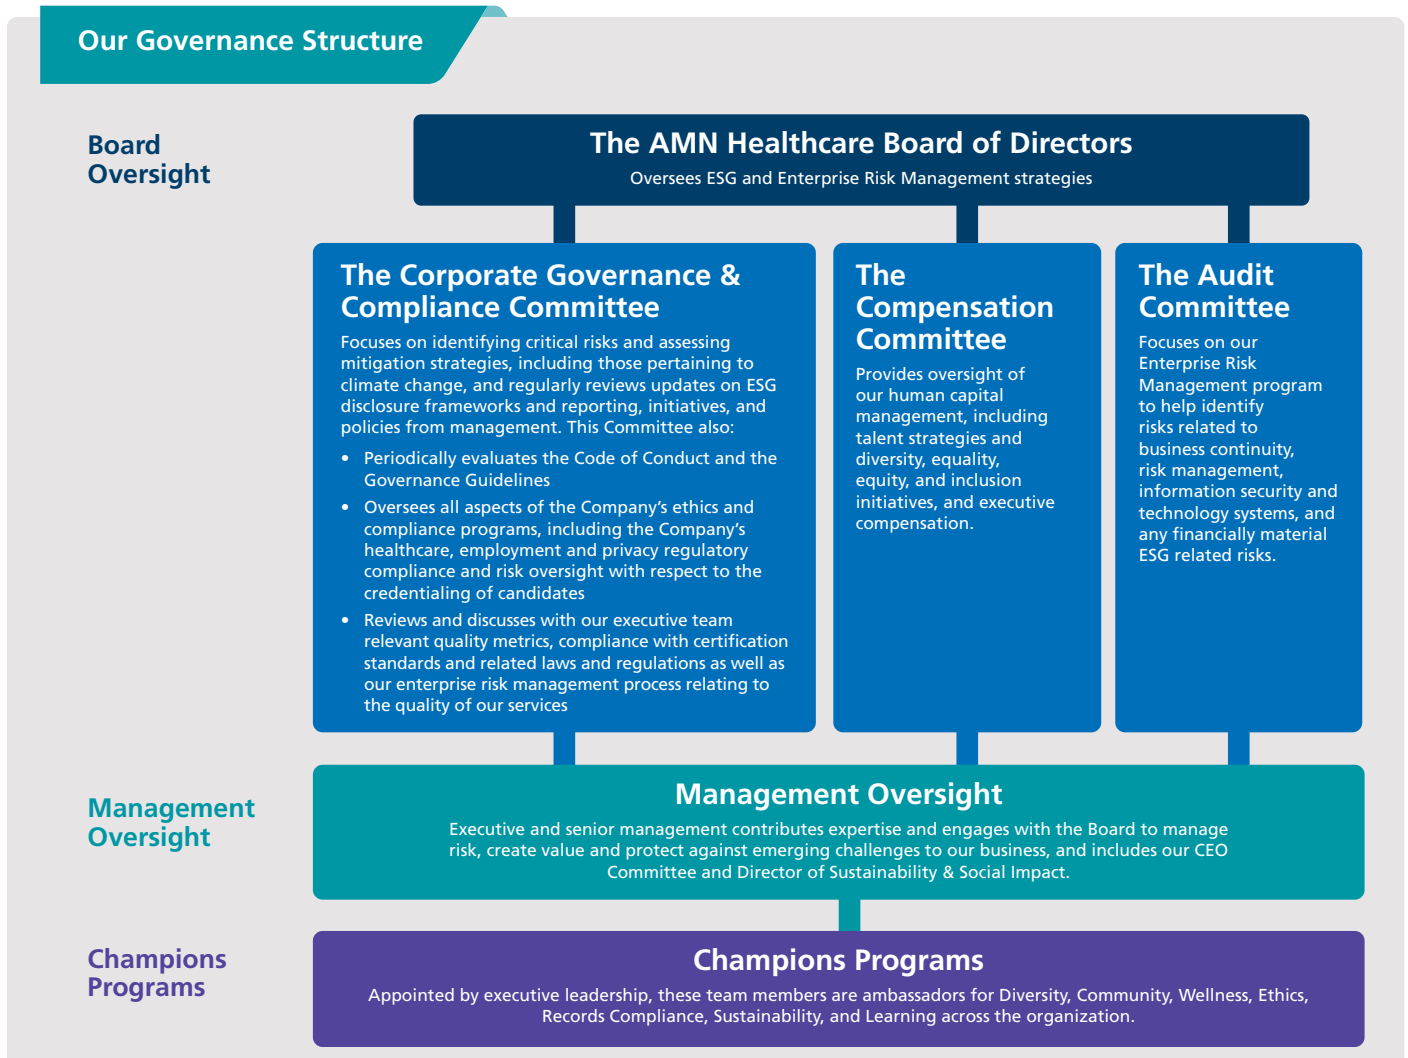 Our Governance Structure
Board
Oversight
The AMN Healthcare Board of Directors
Oversees ESG and Enterprise Risk Management strategies
The Corporate Governance &
Compliance Committee
Focuses on identifying critical risks and assessing
mitigation strategies, including those pertaining to
climate change, and regularly reviews updates on ESG
disclosure frameworks and reporting, initiatives, and
policies from management. This Committee also:
• Periodically evaluates the Code of Conduct and the
Governance Guidelines
• Oversees all aspects of the Company’s ethics and
compliance programs, including the Company’s
healthcare, employment and privacy regulatory
compliance and risk oversight with respect to the
credentialing of candidates
• Reviews and discusses with our executive team
relevant quality metrics, compliance with certification
standards and related laws and regulations as well as
our enterprise risk management process relating to
the quality of our services
The
Compensation
Committee
Provides oversight of
our human capital
management, including
talent strategies and
diversity, equality,
equity, and inclusion
initiatives, and executive
compensation.
The Audit
Committee
Focuses on our
Enterprise Risk
Management program
to help identify
risks related to
business continuity,
risk management,
information security and
technology systems, and
any financially material
ESG related risks.
Management
Oversight
Management Oversight
Executive and senior management contributes expertise and engages with the Board to manage
risk, create value and protect against emerging challenges to our business, and includes our CEO
Committee and Director of Sustainability & Social Impact.
Champions
Programs
Champions Programs
Appointed by executive leadership, these team members are ambassadors for Diversity, Community, Wellness, Ethics,
Records Compliance, Sustainability, and Learning across the organization.